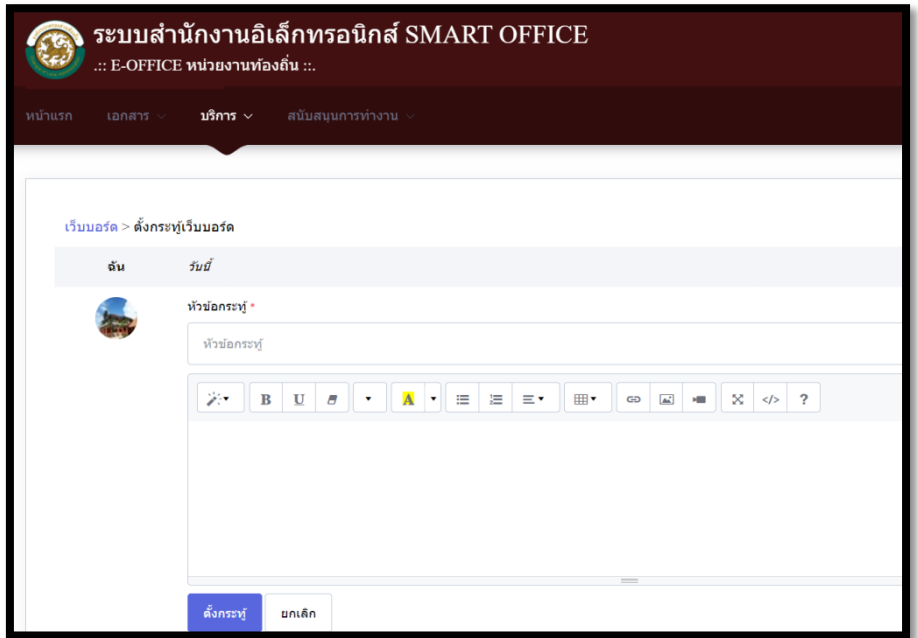 ระบบสำนักงานอิเล็กทรอนิกส์ SMART OFFICE
.:: E-OFFICE หน่วยงานท้องถิ่น ::.
หน้าแรก เอกสาร บริการ สนับสนุนการทำงาน
เว็บบอร์ด > ตั้งกระทู้เว็บบอร์ด
ฉัน วันนี้
หัวข้อกระทู้ *
หัวข้อกระทู้
B U A </> ?
ตั้งกระทู้ ยกเลิก